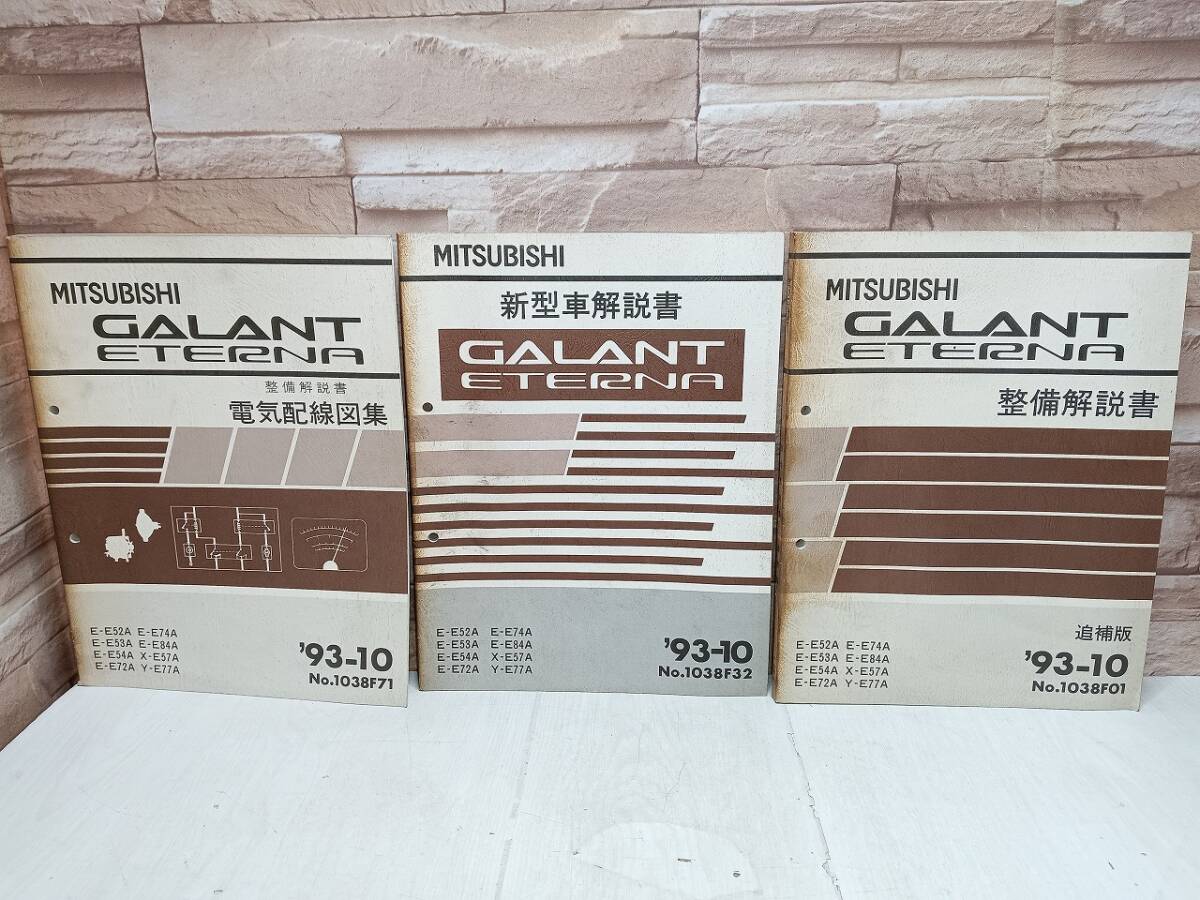 MITSUBISHI
GALANT
ETERNA
整備解説書
電気配線図集
E-E52A E-E74A
E-E53A E-E84A
E-E54A X-E57A
E-E72A Y-E77A
'93-10
No.1038F71
MITSUBISHI
新型車解説書
GALANT
ETERNA
E-E52A E-E74A
E-E53A E-E84A
E-E54A X-E57A
E-E72A Y-E77A
'93-10
No.1038F32
MITSUBISHI
GALANT
ETERNA
整備解説書
E-E52A E-E74A
E-E53A E-E84A
E-E54A X-E57A
E-E72A Y-E77A
追補版
'93-10
No.1038F01